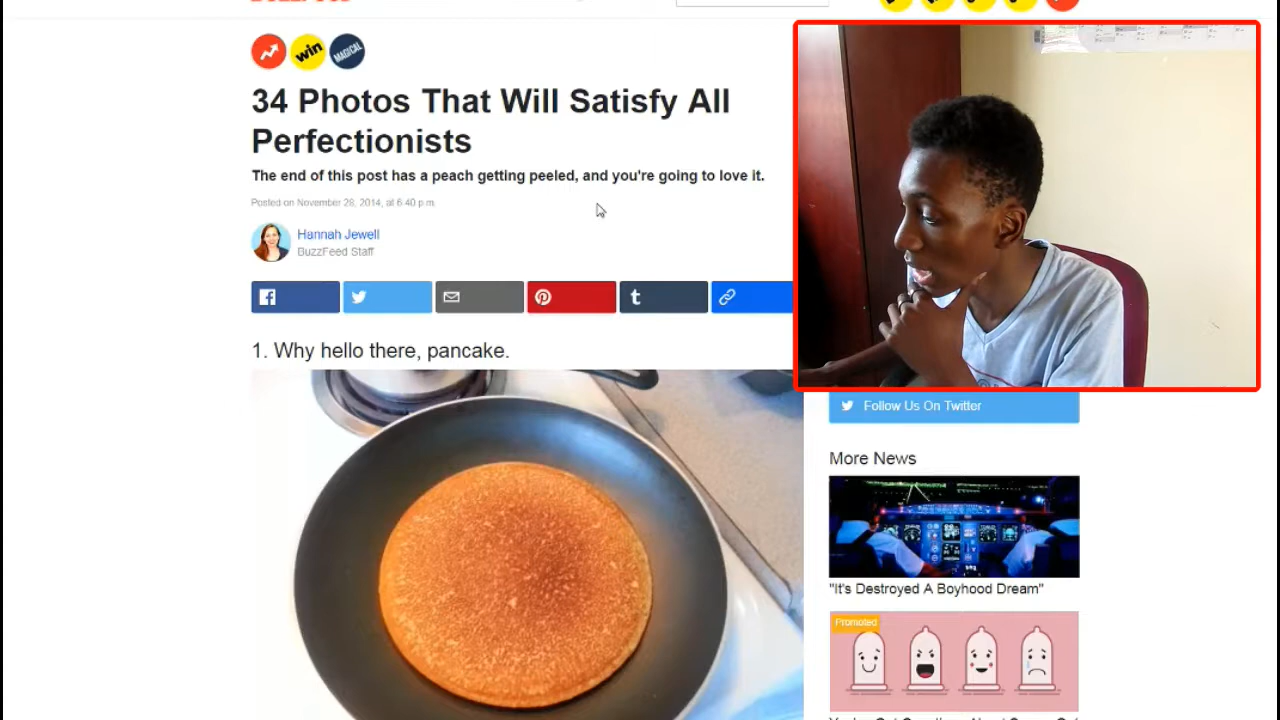 win
MAGICAL
34 Photos That Will Satisfy All
Perfectionists
The end of this post has a peach getting peeled, and you're going to love it.
Posted on November 28, 2014, at 6:40 p.m.
Hannah Jewell
BuzzFeed Staff
1. Why hello there, pancake.
Follow Us On Twitter
More News
"It's Destroyed A Boyhood Dream"
Promoted